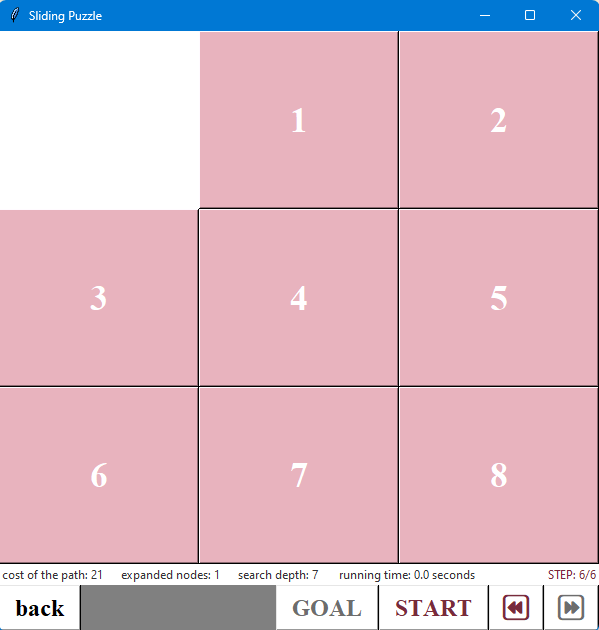 Sliding Puzzle
1 2
3 4 5
6 7 8
cost of the path: 21 expanded nodes: 1 search depth: 7 running time: 0.0 seconds STEP: 6/6
back GOAL START